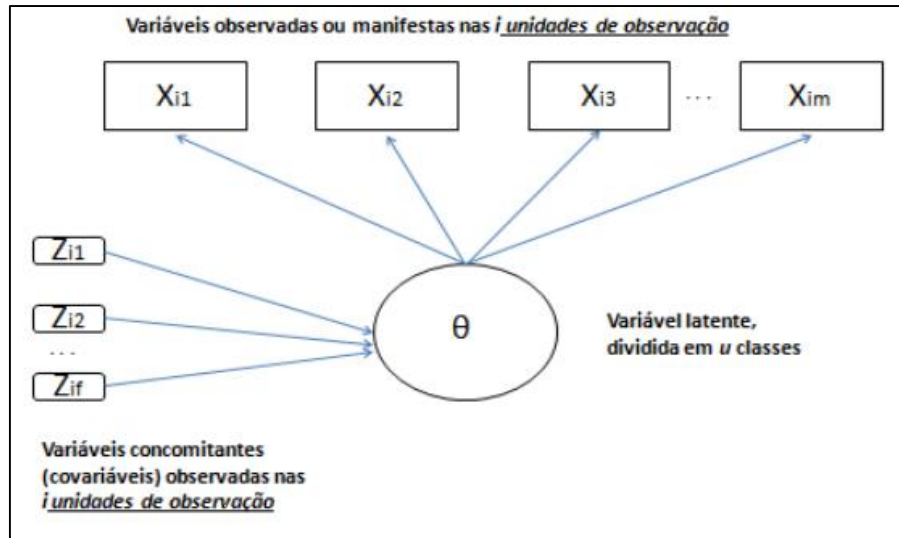 Variáveis observadas ou manifestas nas i unidades de observação
Xi1
Xi2
Xi3
...
Xim
Zi1
Zi2
...
Zif
θ
Variável latente,
dividida em u classes
Variáveis concomitantes
(covariáveis) observadas nas
i unidades de observação